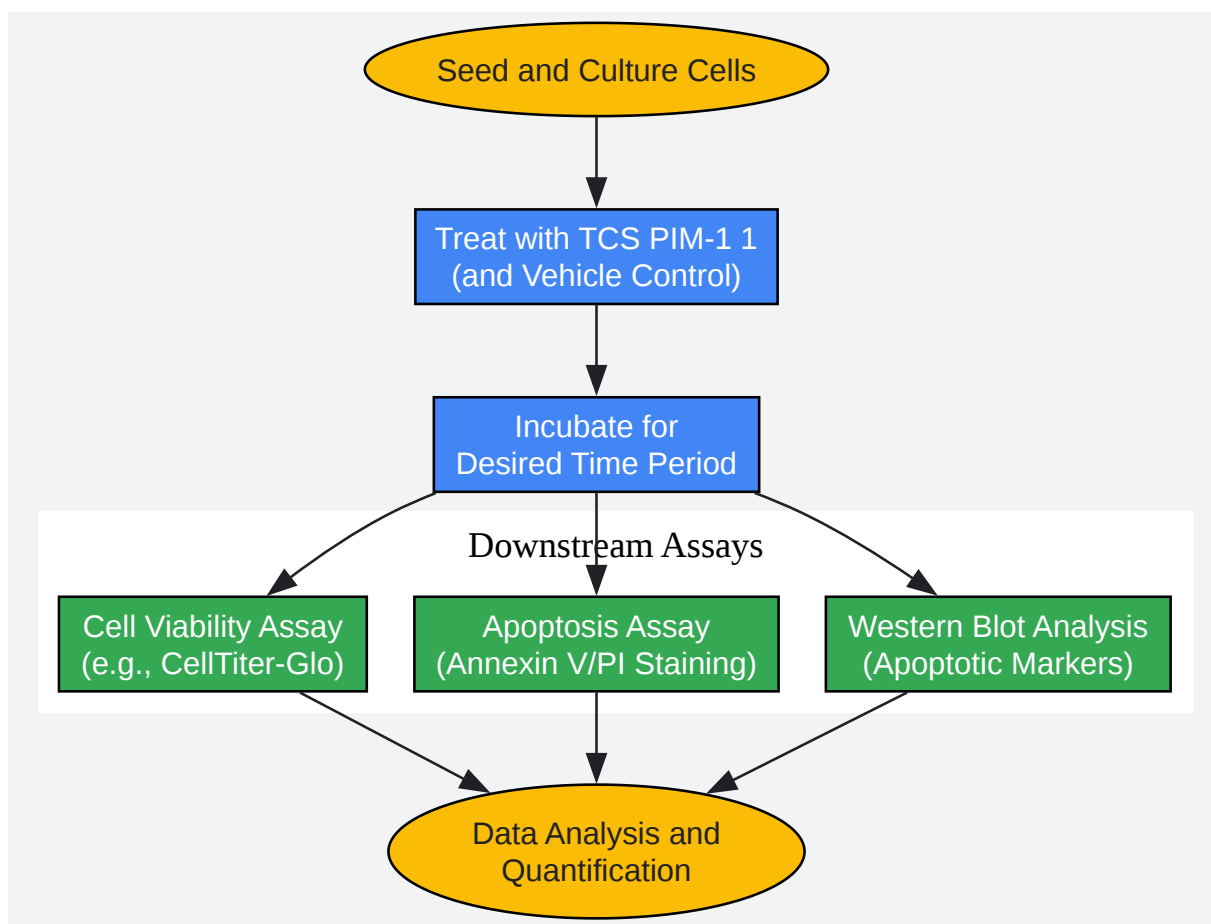 Seed and Culture Cells
Treat with TCS PIM-1 1
(and Vehicle Control)
Incubate for
Desired Time Period
Downstream Assays
Cell Viability Assay
(e.g., CellTiter-Glo)
Apoptosis Assay
(Annexin V/PI Staining)
Western Blot Analysis
(Apoptotic Markers)
Data Analysis and
Quantification